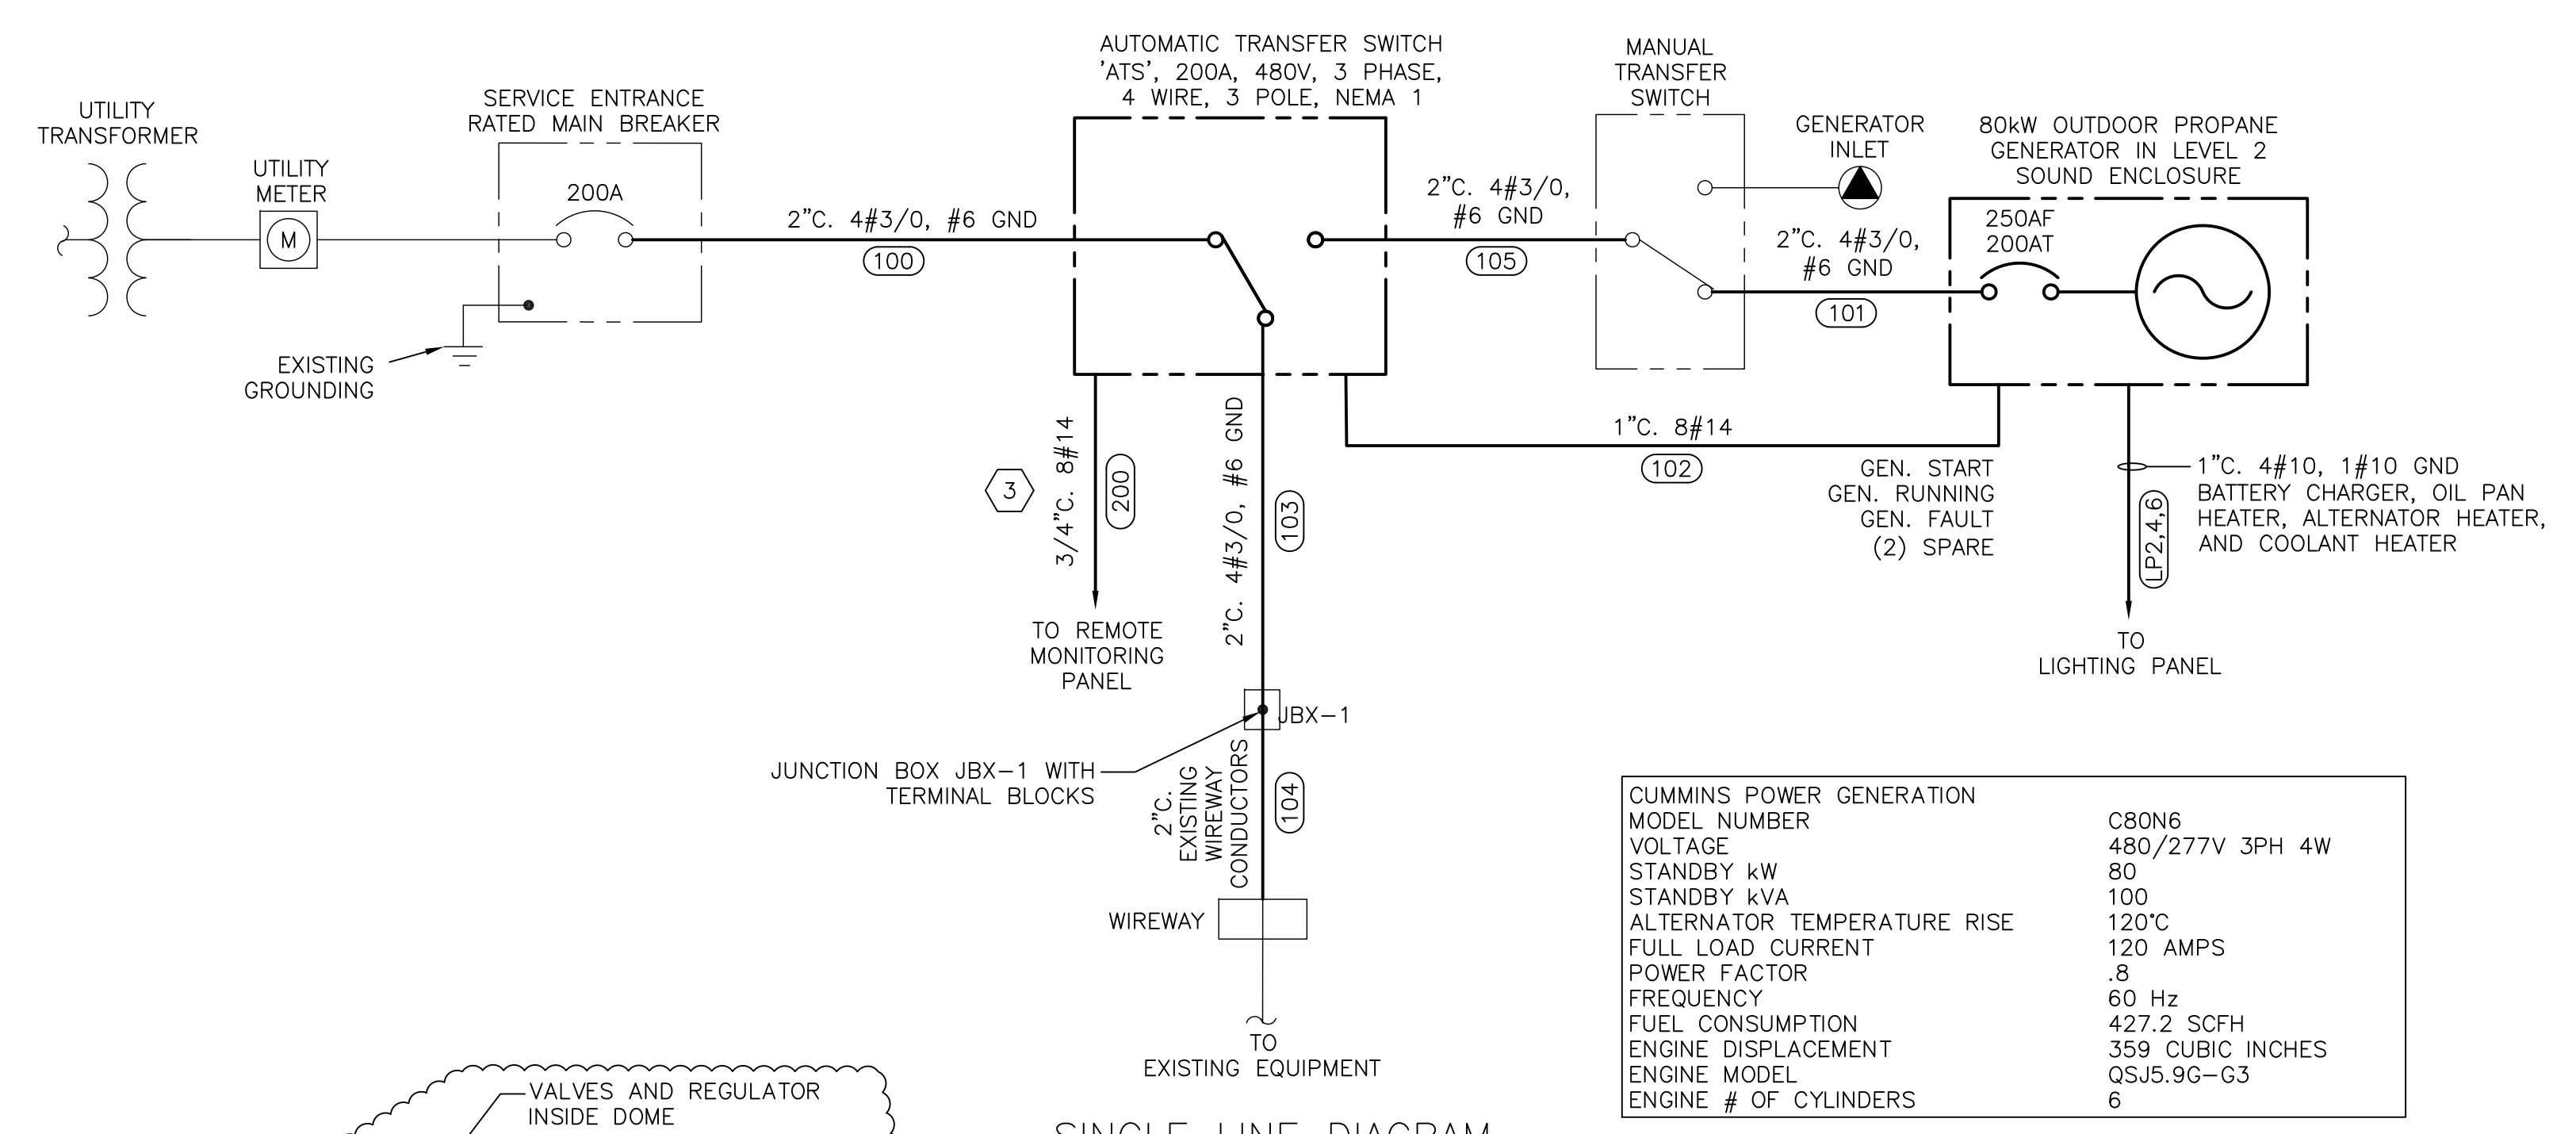 UTILITY
TRANSFORMER
UTILITY
METER
M
SERVICE ENTRANCE
RATED MAIN BREAKER
200A
EXISTING
GROUNDING
2"C. 4#3/0, #6 GND
100
AUTOMATIC TRANSFER SWITCH
'ATS', 200A, 480V, 3 PHASE,
4 WIRE, 3 POLE, NEMA 1
2"C. 4#3/0,
#6 GND
105
MANUAL
TRANSFER
SWITCH
GENERATOR
INLET
2"C. 4#3/0,
#6 GND
101
80kW OUTDOOR PROPANE
GENERATOR IN LEVEL 2
SOUND ENCLOSURE
250AF
200AT
1"C. 8#14
102
GEN. START
GEN. RUNNING
GEN. FAULT
(2) SPARE
1"C. 4#10, 1#10 GND
BATTERY CHARGER, OIL PAN
HEATER, ALTERNATOR HEATER,
AND COOLANT HEATER
LP2,4,6
TO
LIGHTING PANEL
3
3/4"C. 8#14
200
TO REMOTE
MONITORING
PANEL
2"C. 4#3/0, #6 GND
103
JBX-1
JUNCTION BOX JBX-1 WITH
TERMINAL BLOCKS
2"C.
EXISTING
WIREWAY
CONDUCTORS
104
WIREWAY
TO
EXISTING EQUIPMENT
CUMMINS POWER GENERATION
MODEL NUMBER C80N6
VOLTAGE 480/277V 3PH 4W
STANDBY kW 80
STANDBY kVA 100
ALTERNATOR TEMPERATURE RISE 120°C
FULL LOAD CURRENT 120 AMPS
POWER FACTOR .8
FREQUENCY 60 Hz
FUEL CONSUMPTION 427.2 SCFH
ENGINE DISPLACEMENT 359 CUBIC INCHES
ENGINE MODEL QSJ5.9G-G3
ENGINE # OF CYLINDERS 6
VALVES AND REGULATOR
INSIDE DOME
SINGLE LINE DIAGRAM